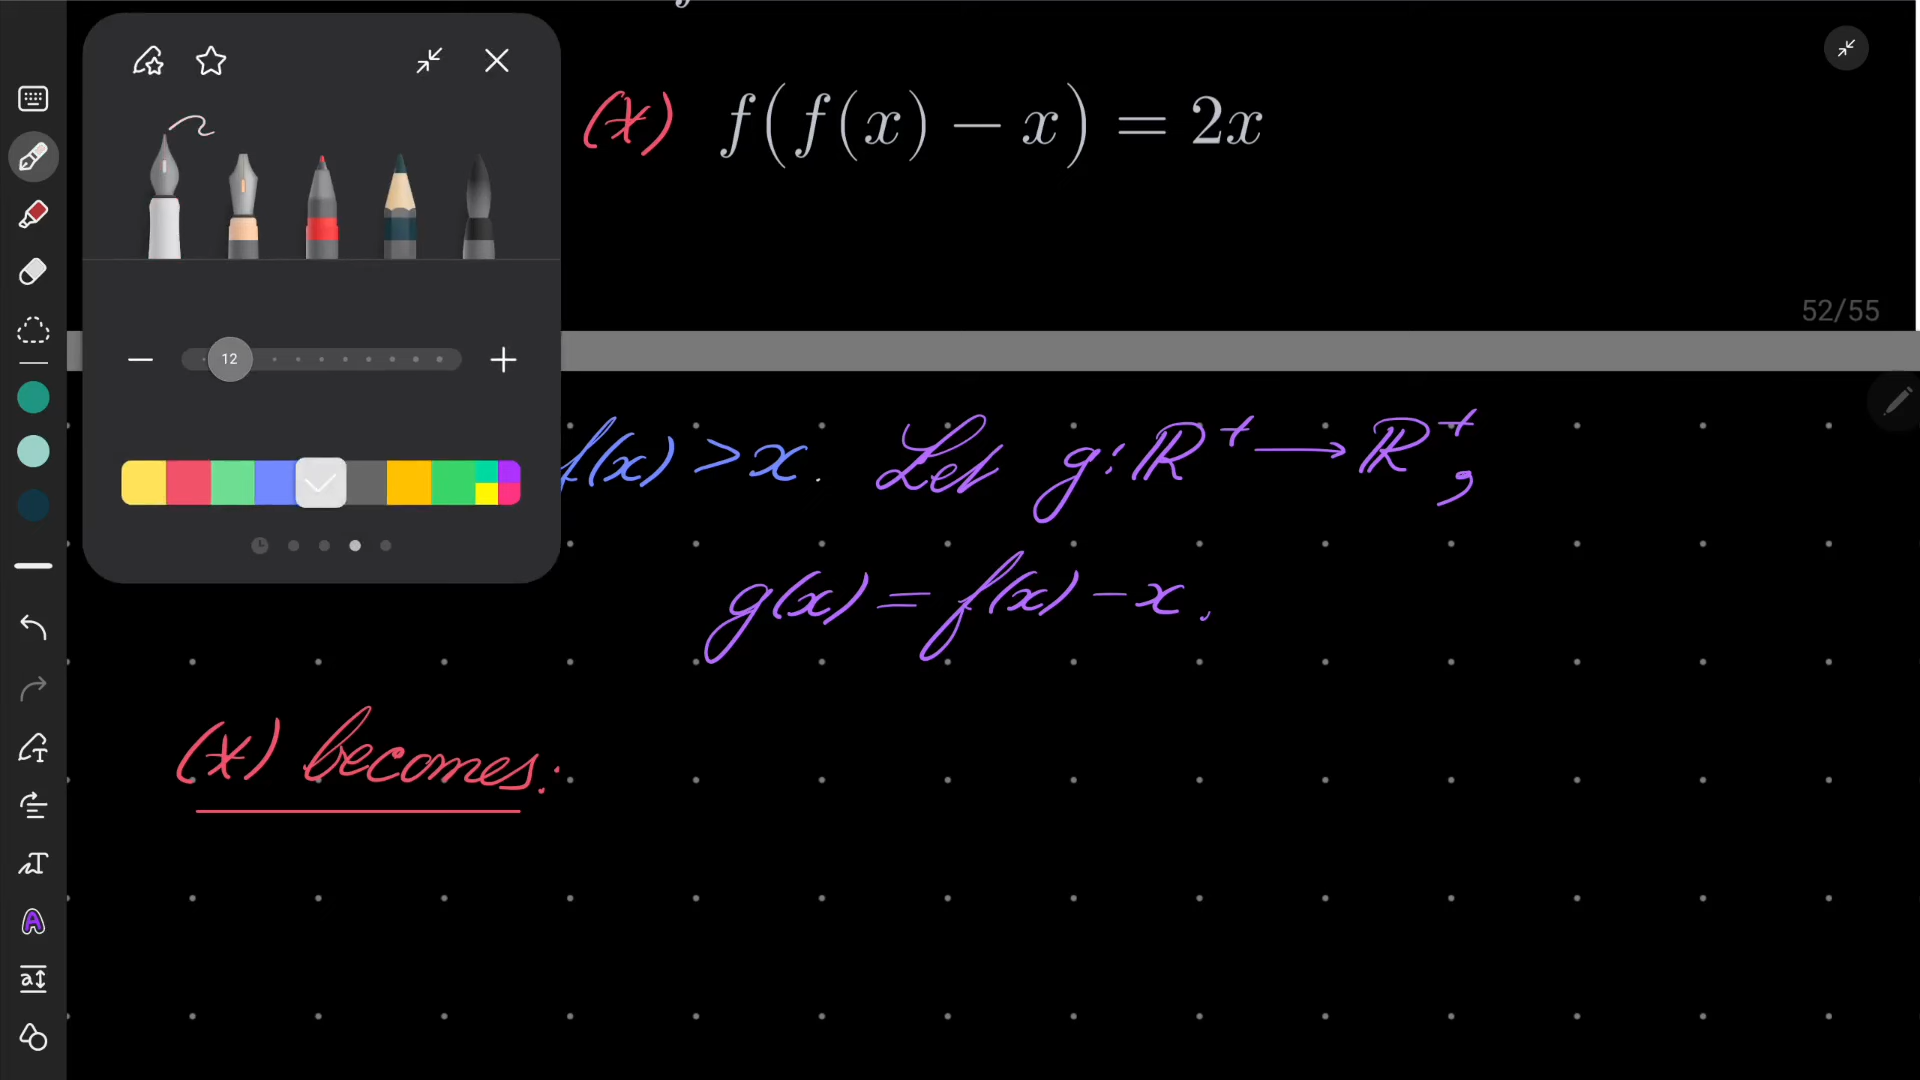 (*) f(f(x) − x) = 2x
52/55
12
f(x) > x. Let g: ℝ⁺ ⟶ ℝ⁺,
g(x) = f(x) − x.
(*) becomes: